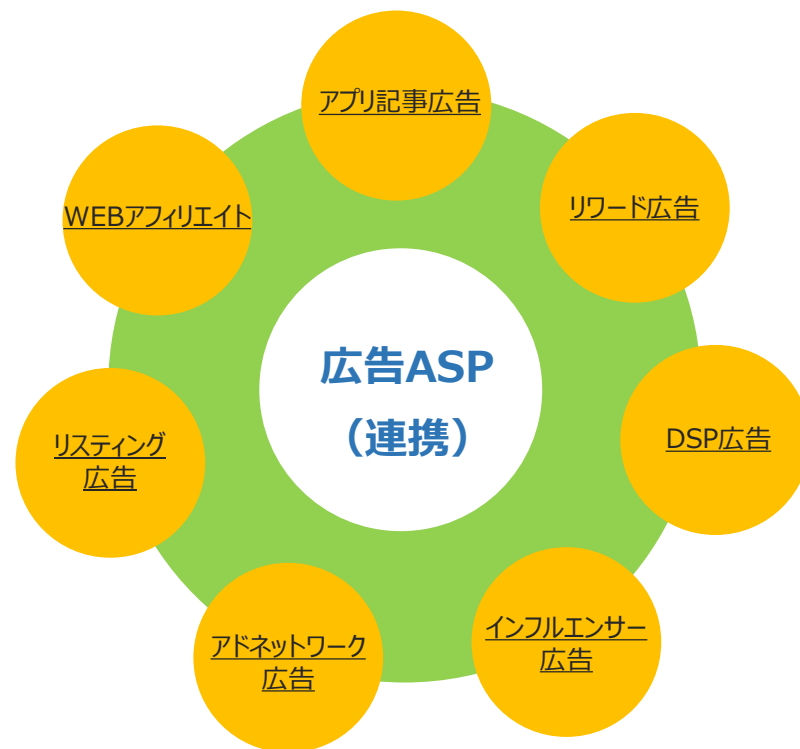 アプリ記事広告
WEBアフィリエイト
リワード広告
広告ASP
（連携）
リスティング
広告
DSP広告
アドネットワーク
広告
インフルエンサー
広告